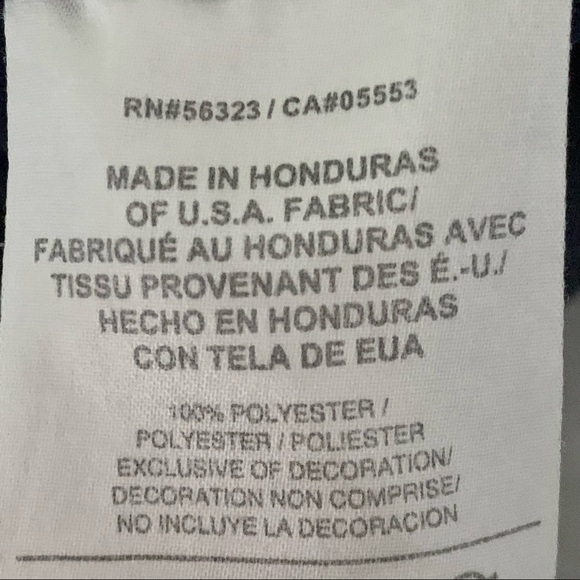 RN#56323 / CA#05553
MADE IN HONDURAS
OF U.S.A. FABRIC/
FABRIQUÉ AU HONDURAS AVEC
TISSU PROVENANT DES É.-U./
HECHO EN HONDURAS
CON TELA DE EUA
100% POLYESTER /
POLYESTER / POLIESTER
EXCLUSIVE OF DECORATION/
DECORATION NON COMPRISE/
NO INCLUYE LA DECORACION